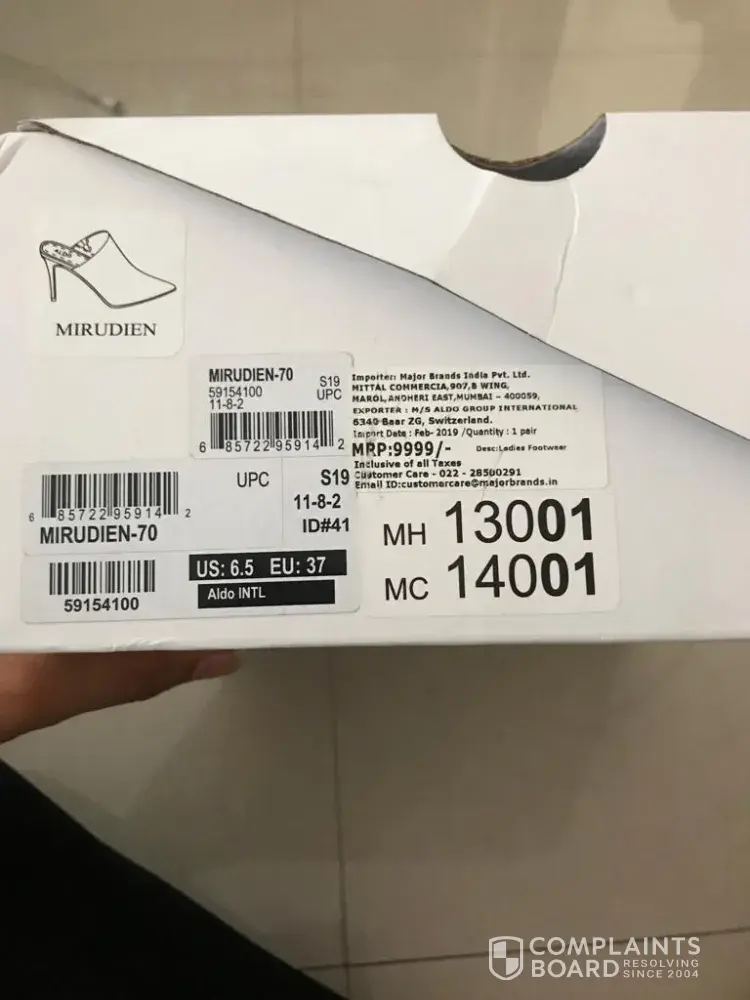 ALDO
MIRUDIEN
MIRUDIEN-70
59154100
11-8-2
S19
UPC
6 85722 95914 2
Importer: Major Brands India Pvt. Ltd.
MITTAL COMMERCIA,907,B WING,
MAROL,ANDHERI EAST,MUMBAI - 400059,
EXPORTER : M/S ALDO GROUP INTERNATIONAL
6340 Baar ZG, Switzerland.
Import Date : Feb- 2019 /Quantity : 1 pair
MRP:9999/- Desc:Ladies Footwear
Inclusive of all Taxes
Customer Care - 022 - 28500291
Email ID:customercare@majorbrands.in
6 85722 95914 2
MIRUDIEN-70
UPC
S19
11-8-2
ID#41
59154100
US: 6.5 EU: 37
Aldo INTL
MH 13001
MC 14001
COMPLAINTS
BOARD RESOLVING
SINCE 2004